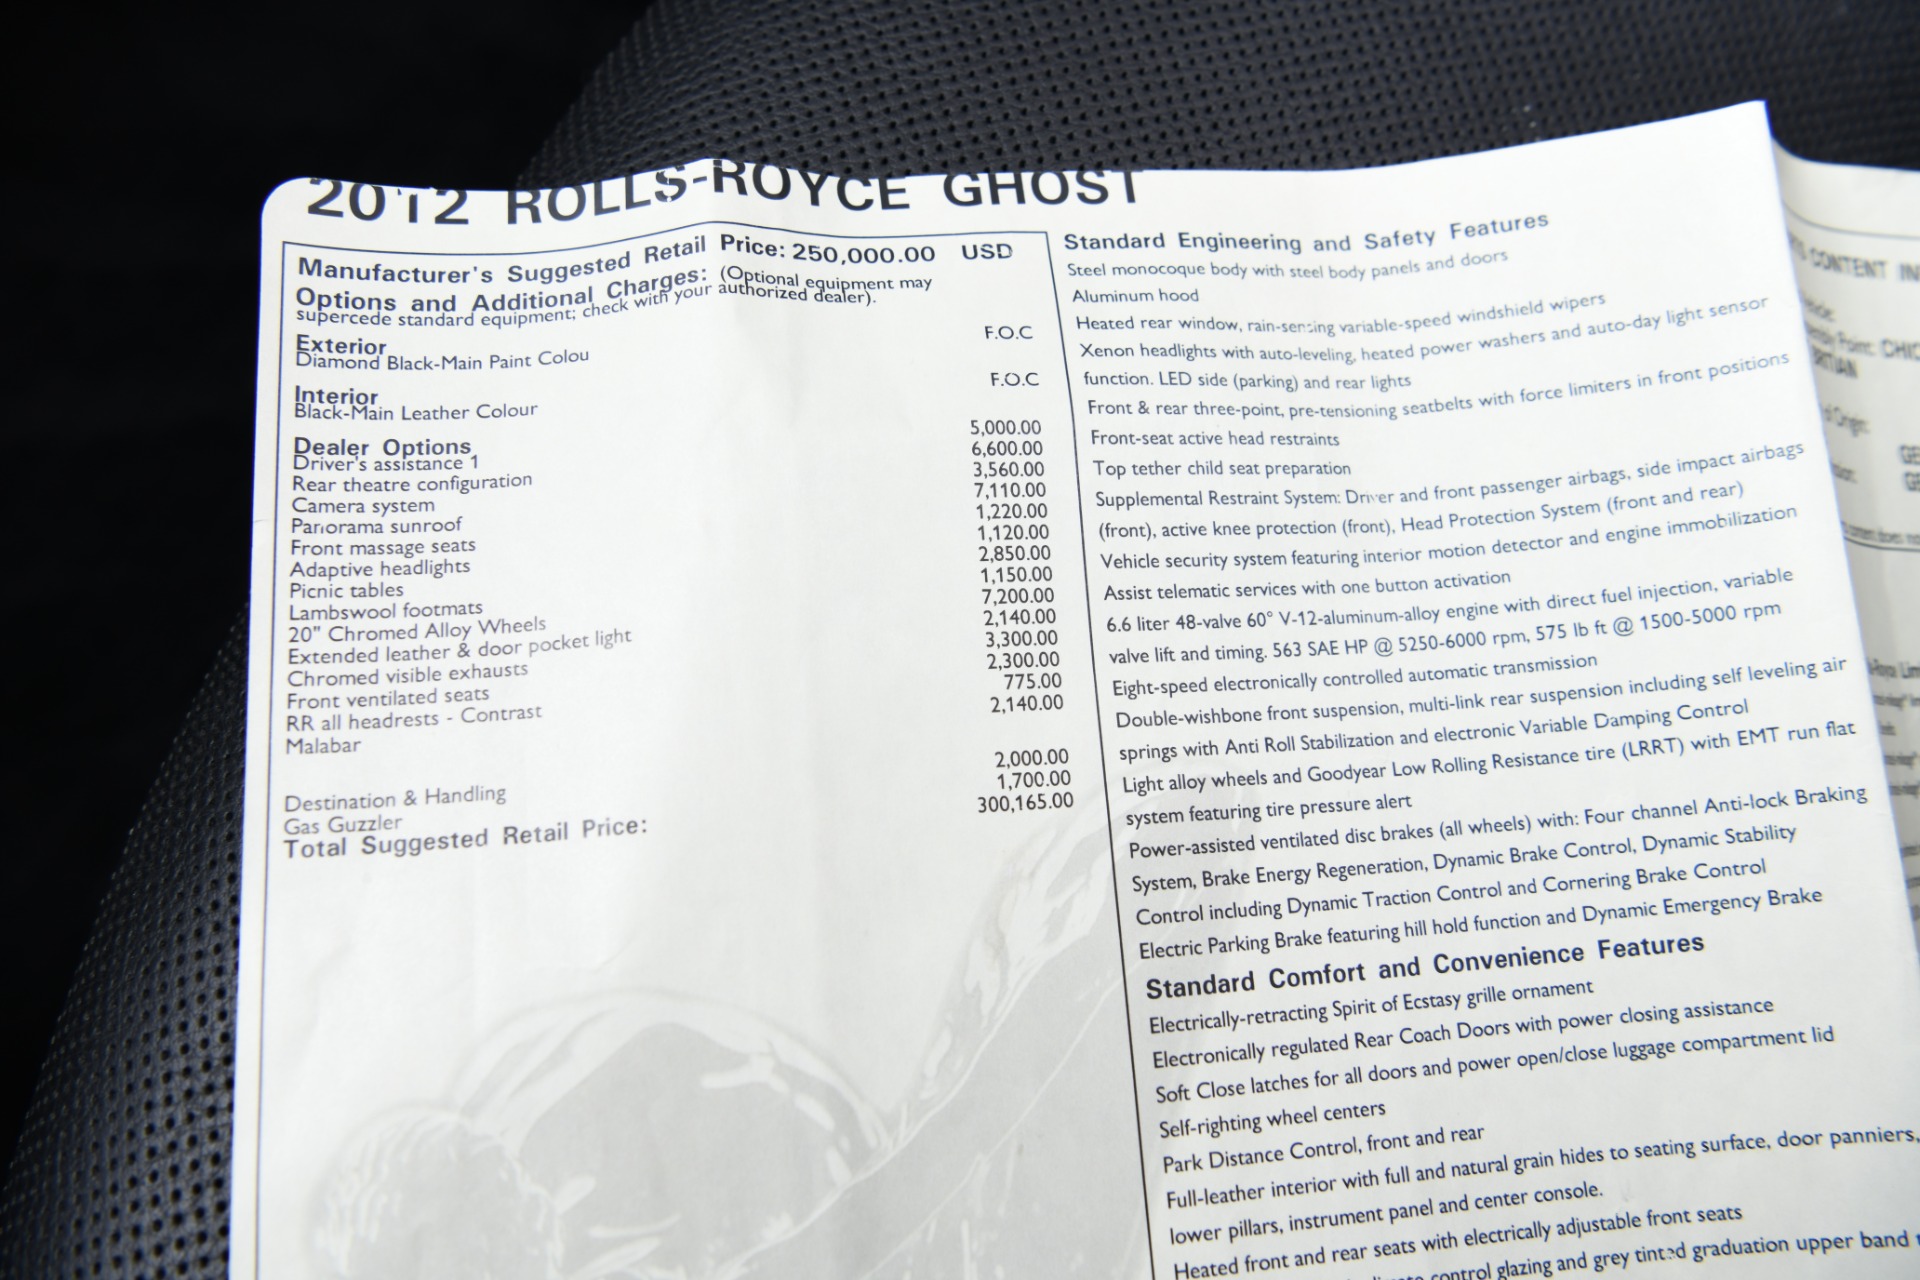 2012 ROLLS-ROYCE GHOST
Manufacturer's Suggested Retail Price: 250,000.00 USD
Options and Additional Charges: (Optional equipment may
supercede standard equipment; check with your authorized dealer).
Exterior
Diamond Black-Main Paint Colou F.O.C
Interior
Black-Main Leather Colour F.O.C
Dealer Options
Driver's assistance 1 5,000.00
Rear theatre configuration 6,600.00
Camera system 3,560.00
Panorama sunroof 7,110.00
Front massage seats 1,220.00
Adaptive headlights 1,120.00
Picnic tables 2,850.00
Lambswool footmats 1,150.00
20" Chromed Alloy Wheels 7,200.00
Extended leather & door pocket light 2,140.00
Chromed visible exhausts 3,300.00
Front ventilated seats 2,300.00
RR all headrests - Contrast 775.00
Malabar 2,140.00
Destination & Handling 2,000.00
Gas Guzzler 1,700.00
Total Suggested Retail Price: 300,165.00
Standard Engineering and Safety Features
Steel monocoque body with steel body panels and doors
Aluminum hood
Heated rear window, rain-sensing variable-speed windshield wipers
Xenon headlights with auto-leveling, heated power washers and auto-day light sensor
function. LED side (parking) and rear lights
Front & rear three-point, pre-tensioning seatbelts with force limiters in front positions
Front-seat active head restraints
Top tether child seat preparation
Supplemental Restraint System: Driver and front passenger airbags, side impact airbags
(front), active knee protection (front), Head Protection System (front and rear)
Vehicle security system featuring interior motion detector and engine immobilization
Assist telematic services with one button activation
6.6 liter 48-valve 60° V-12-aluminum-alloy engine with direct fuel injection, variable
valve lift and timing. 563 SAE HP @ 5250-6000 rpm, 575 lb ft @ 1500-5000 rpm
Eight-speed electronically controlled automatic transmission
Double-wishbone front suspension, multi-link rear suspension including self leveling air
springs with Anti Roll Stabilization and electronic Variable Damping Control
Light alloy wheels and Goodyear Low Rolling Resistance tire (LRRT) with EMT run flat
system featuring tire pressure alert
Power-assisted ventilated disc brakes (all wheels) with: Four channel Anti-lock Braking
System, Brake Energy Regeneration, Dynamic Brake Control, Dynamic Stability
Control including Dynamic Traction Control and Cornering Brake Control
Electric Parking Brake featuring hill hold function and Dynamic Emergency Brake
Standard Comfort and Convenience Features
Electrically-retracting Spirit of Ecstasy grille ornament
Electronically regulated Rear Coach Doors with power closing assistance
Soft Close latches for all doors and power open/close luggage compartment lid
Self-righting wheel centers
Park Distance Control, front and rear
Full-leather interior with full and natural grain hides to seating surface, door panniers,
lower pillars, instrument panel and center console.
Heated front and rear seats with electrically adjustable front seats
control glazing and grey tinted graduation upper band
CONTENT